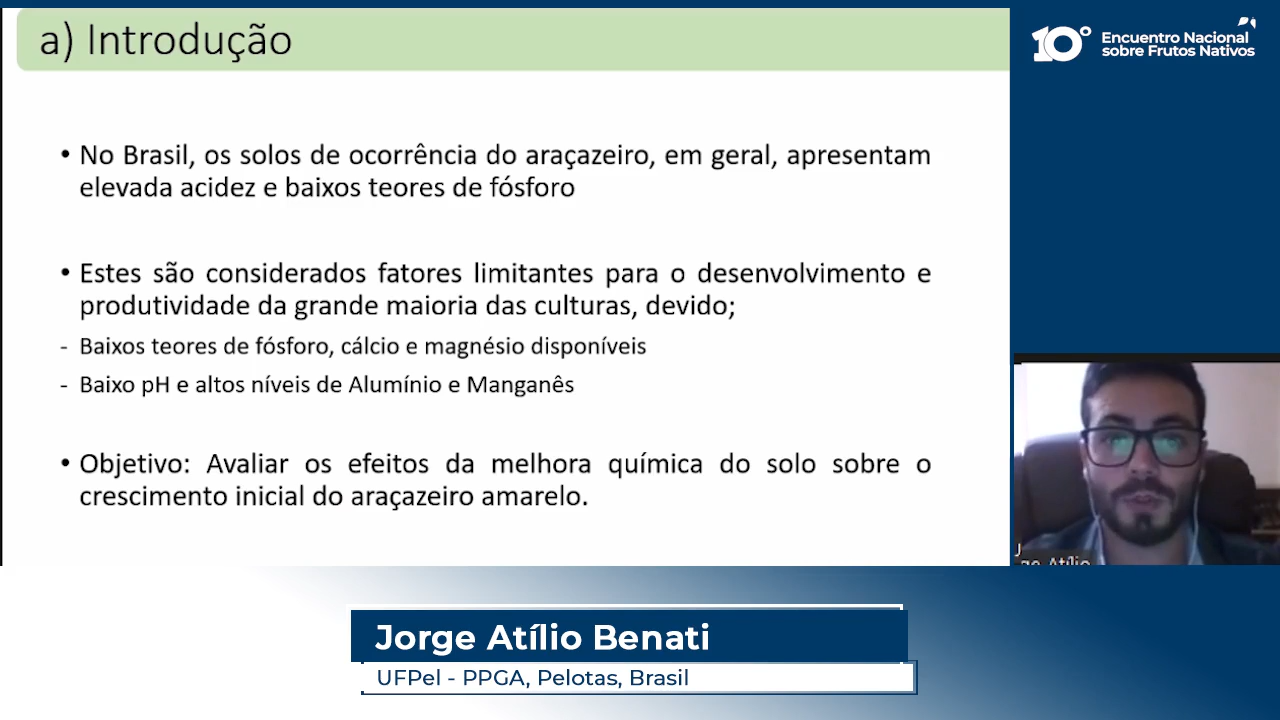 a) Introdução
• No Brasil, os solos de ocorrência do araçazeiro, em geral, apresentam
elevada acidez e baixos teores de fósforo
• Estes são considerados fatores limitantes para o desenvolvimento e
produtividade da grande maioria das culturas, devido;
- Baixos teores de fósforo, cálcio e magnésio disponíveis
- Baixo pH e altos níveis de Alumínio e Manganês
• Objetivo: Avaliar os efeitos da melhora química do solo sobre o
crescimento inicial do araçazeiro amarelo.
10º
Encuentro Nacional
sobre Frutos Nativos
Atílio
Jorge Atílio Benati
UFPel - PPGA, Pelotas, Brasil